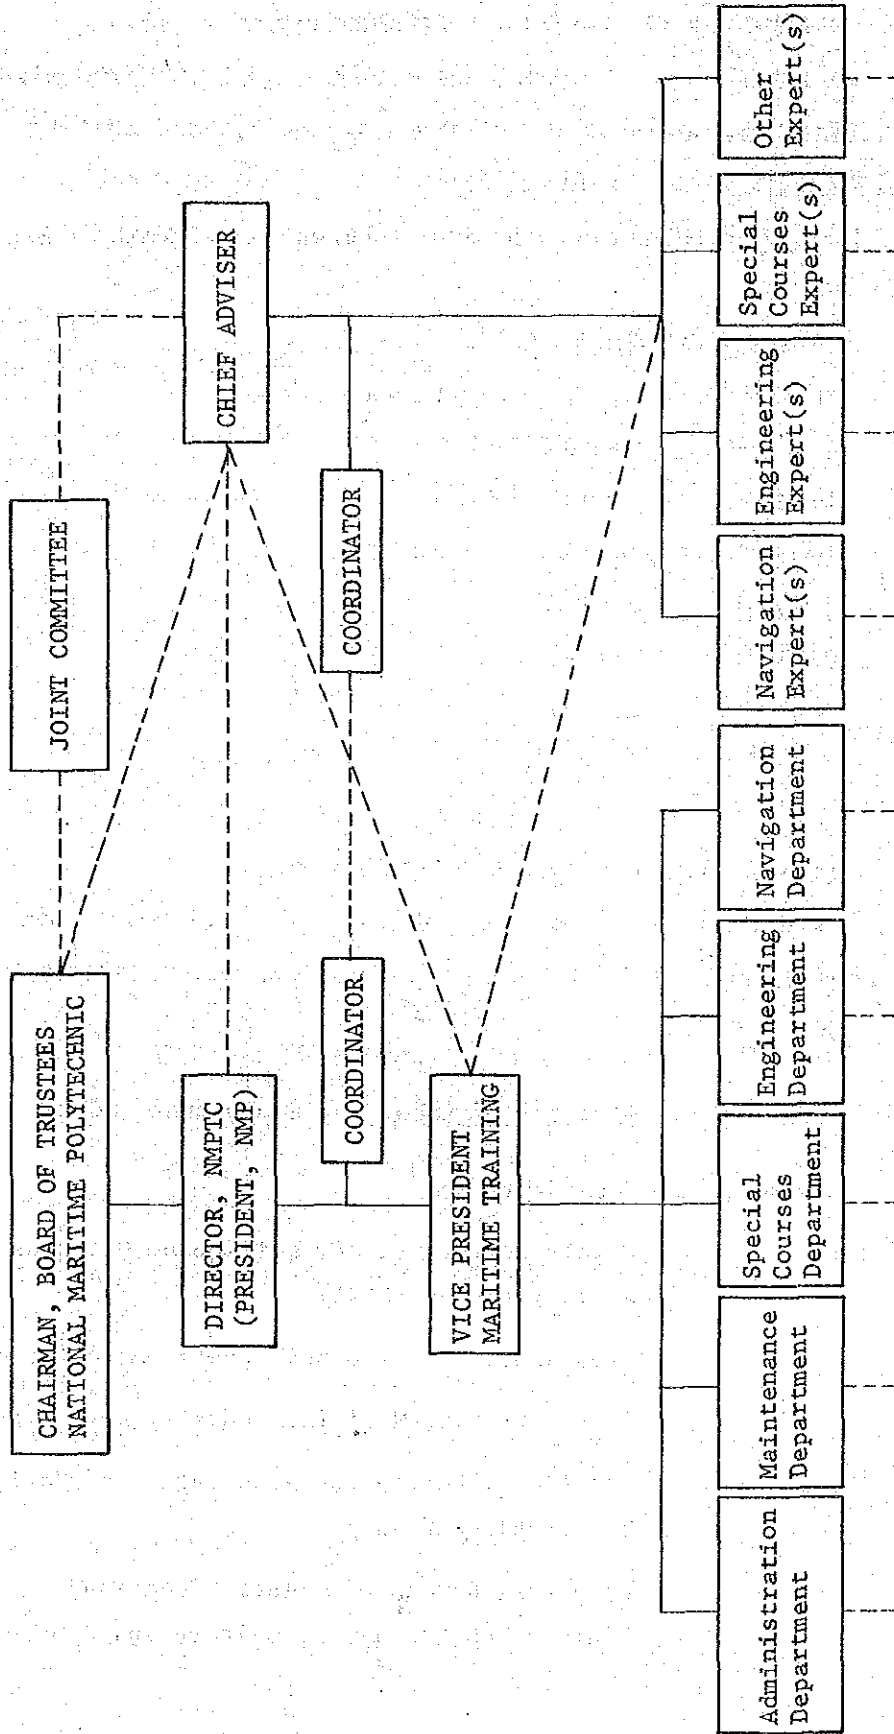 CHAIRMAN, BOARD OF TRUSTEES
NATIONAL MARITIME POLYTECHNIC
JOINT COMMITTEE
DIRECTOR, NMPTC
(PRESIDENT, NMP)
CHIEF ADVISER
COORDINATOR
COORDINATOR
VICE PRESIDENT
MARITIME TRAINING
Administration
Department
Maintenance
Department
Special
Courses
Department
Engineering
Department
Navigation
Department
Navigation
Expert(s)
Engineering
Expert(s)
Special
Courses
Expert(s)
Other
Expert(s)